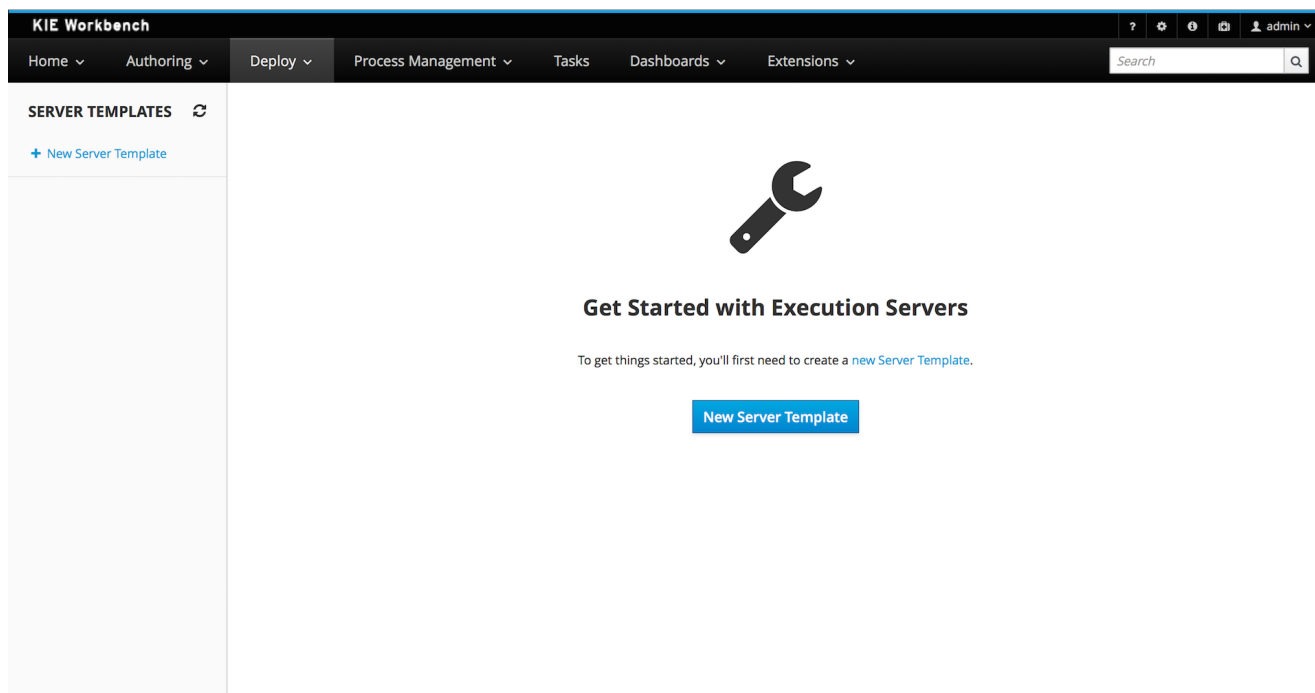 KIE Workbench
? admin
Home Authoring Deploy Process Management Tasks Dashboards Extensions Search
SERVER TEMPLATES
+ New Server Template
Get Started with Execution Servers
To get things started, you'll first need to create a new Server Template.
New Server Template